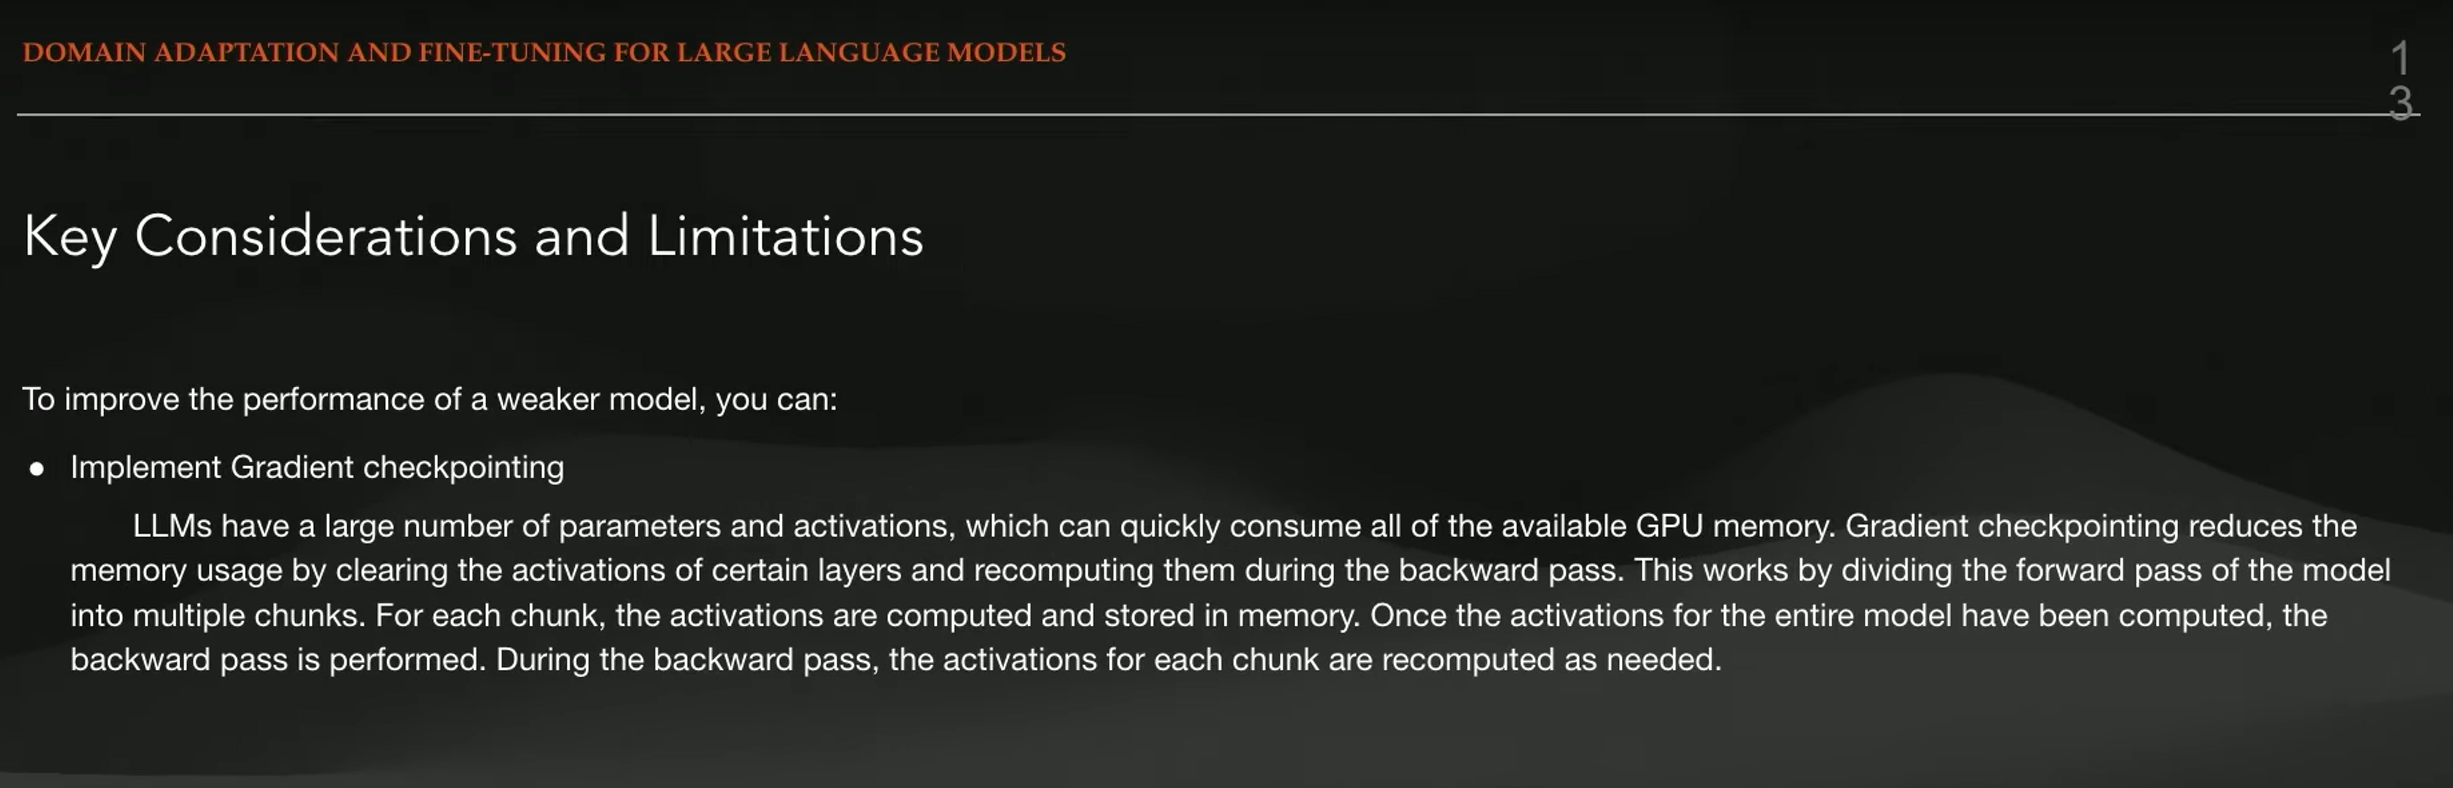 DOMAIN ADAPTATION AND FINE-TUNING FOR LARGE LANGUAGE MODELS
1
3
Key Considerations and Limitations
To improve the performance of a weaker model, you can:
● Implement Gradient checkpointing
LLMs have a large number of parameters and activations, which can quickly consume all of the available GPU memory. Gradient checkpointing reduces the
memory usage by clearing the activations of certain layers and recomputing them during the backward pass. This works by dividing the forward pass of the model
into multiple chunks. For each chunk, the activations are computed and stored in memory. Once the activations for the entire model have been computed, the
backward pass is performed. During the backward pass, the activations for each chunk are recomputed as needed.